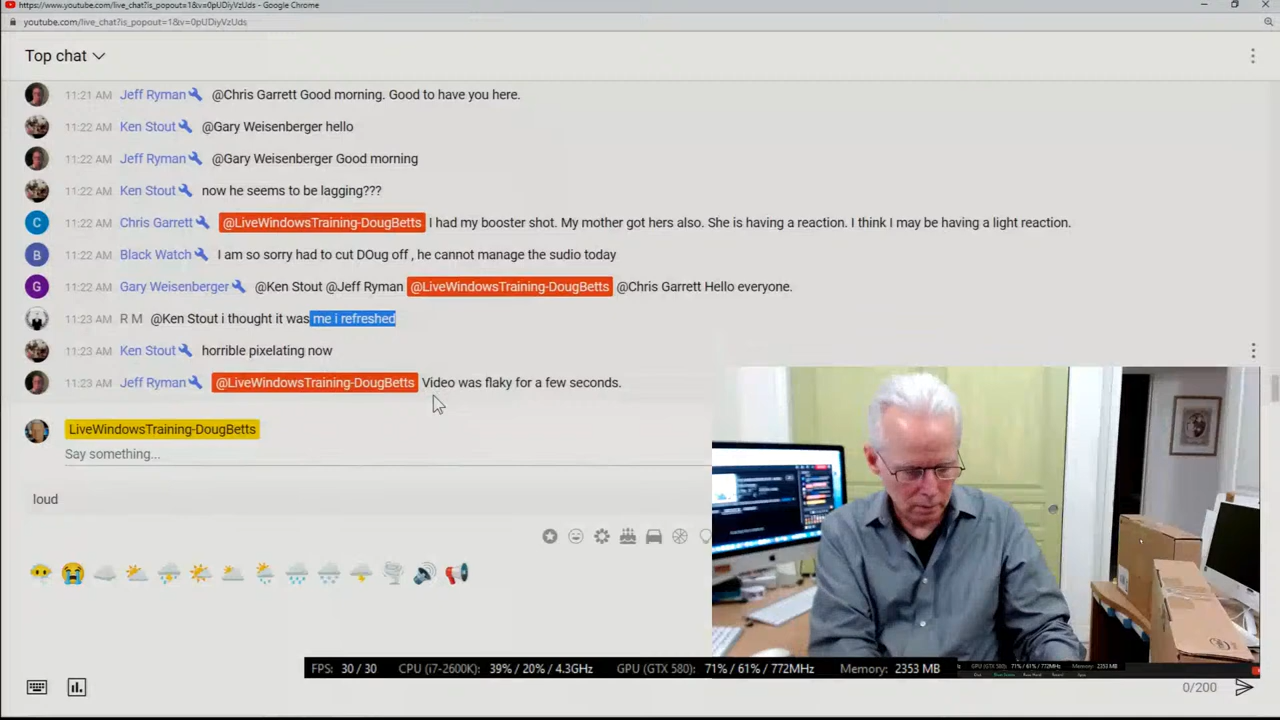 https://www.youtube.com/live_chat?is_popout=1&v=0pUDiyVzUds - Google Chrome
youtube.com/live_chat?is_popout=1&v=0pUDiyVzUds
Top chat
11:21 AM Jeff Ryman @Chris Garrett Good morning. Good to have you here.
11:22 AM Ken Stout @Gary Weisenberger hello
11:22 AM Jeff Ryman @Gary Weisenberger Good morning
11:22 AM Ken Stout now he seems to be lagging???
C 11:22 AM Chris Garrett @LiveWindowsTraining-DougBetts I had my booster shot. My mother got hers also. She is having a reaction. I think I may be having a light reaction.
B 11:22 AM Black Watch I am so sorry had to cut DOug off , he cannot manage the sudio today
G 11:22 AM Gary Weisenberger @Ken Stout @Jeff Ryman @LiveWindowsTraining-DougBetts @Chris Garrett Hello everyone.
11:23 AM R M @Ken Stout i thought it was me i refreshed
11:23 AM Ken Stout horrible pixelating now
11:23 AM Jeff Ryman @LiveWindowsTraining-DougBetts Video was flaky for a few seconds.
LiveWindowsTraining-DougBetts
Say something...
loud
FPS: 30 / 30 CPU (i7-2600K): 39% / 20% / 4.3GHz GPU (GTX 580): 71% / 61% / 772MHz Memory: 2353 MB
GPU (GTX 580): 71% / 61% / 772MHz Memory: 2353 MB
0/200